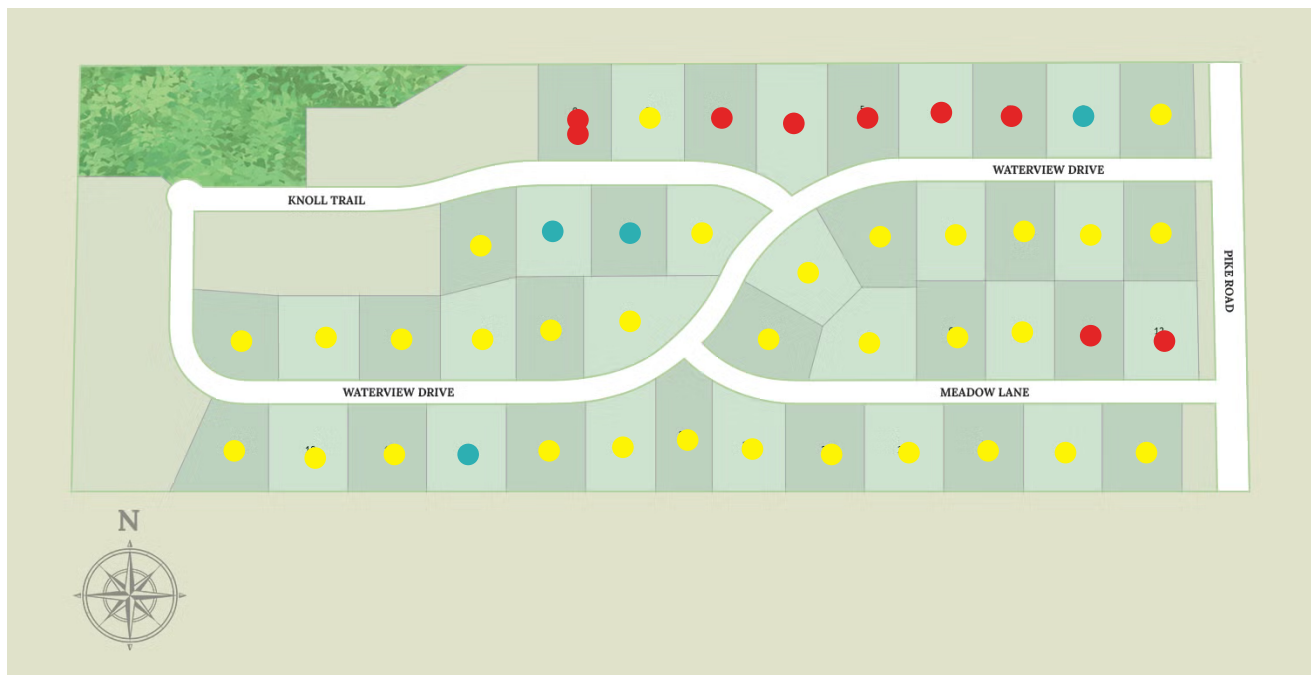 WATERVIEW DRIVE
KNOLL TRAIL
PIKE ROAD
WATERVIEW DRIVE
MEADOW LANE
N